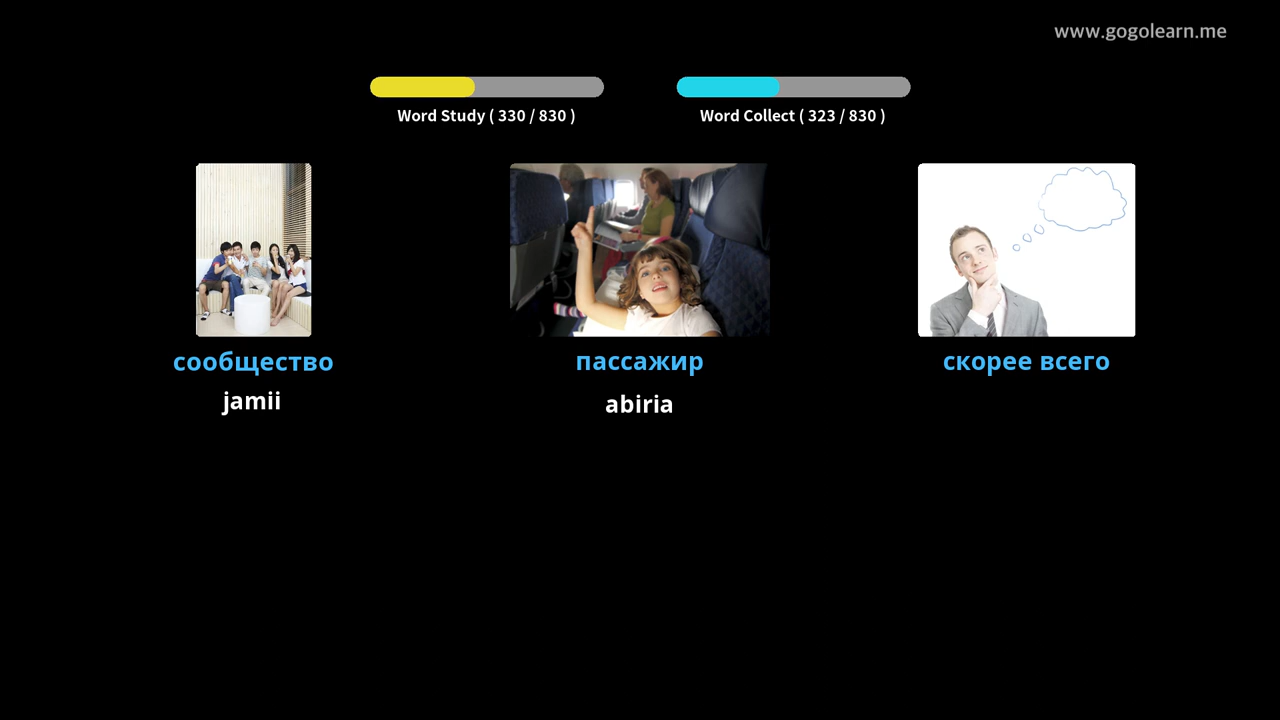 www.gogolearn.me
Word Study ( 330 / 830 )
Word Collect ( 323 / 830 )
сообщество
jamii
пассажир
abiria
скорее всего